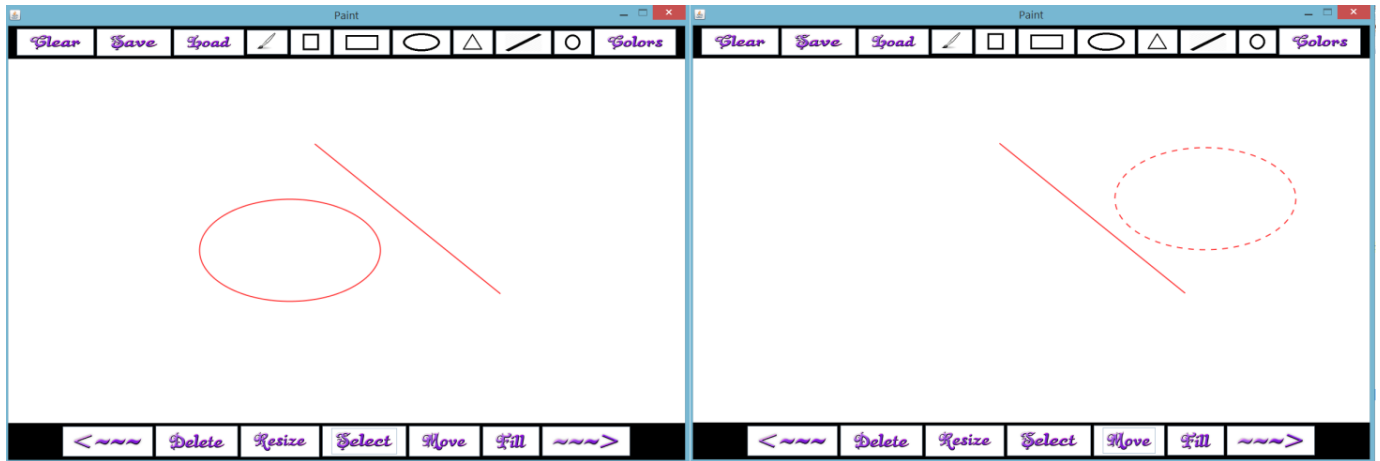 Paint
Clear Save Load Colors
<~~~ Delete Resize Select Move Fill ~~~>
Paint
Clear Save Load Colors
<~~~ Delete Resize Select Move Fill ~~~>